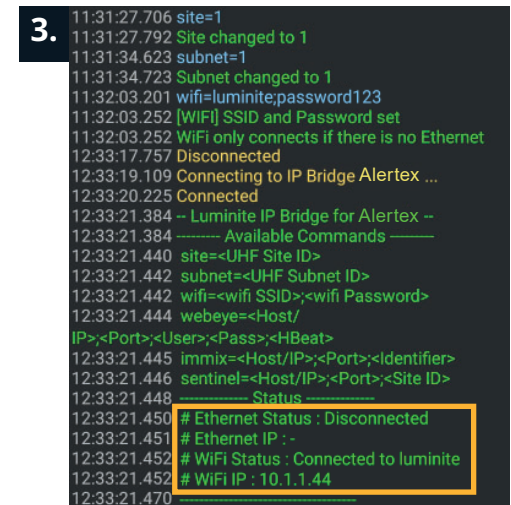 3.
11:31:27.706 site=1
11:31:27.792 Site changed to 1
11:31:34.623 subnet=1
11:31:34.723 Subnet changed to 1
11:32:03.201 wifi=luminite;password123
11:32:03.252 [WIFI] SSID and Password set
11:32:03.252 WiFi only connects if there is no Ethernet
12:33:17.757 Disconnected
12:33:19.109 Connecting to IP Bridge Alertex ...
12:33:20.225 Connected
12:33:21.384 -- Luminite IP Bridge for Alertex --
12:33:21.384 --------- Available Commands ---------
12:33:21.440 site=<UHF Site ID>
12:33:21.442 subnet=<UHF Subnet ID>
12:33:21.442 wifi=<wifi SSID>;<wifi Password>
12:33:21.444 webeye=<Host/
IP>;<Port>;<User>;<Pass>;<HBeat>
12:33:21.445 immix=<Host/IP>;<Port>;<Identifier>
12:33:21.446 sentinel=<Host/IP>;<Port>;<Site ID>
12:33:21.448 -------------- Status --------------
12:33:21.450 # Ethernet Status : Disconnected
12:33:21.451 # Ethernet IP : -
12:33:21.452 # WiFi Status : Connected to luminite
12:33:21.452 # WiFi IP : 10.1.1.44
12:33:21.470 ------------------------------------